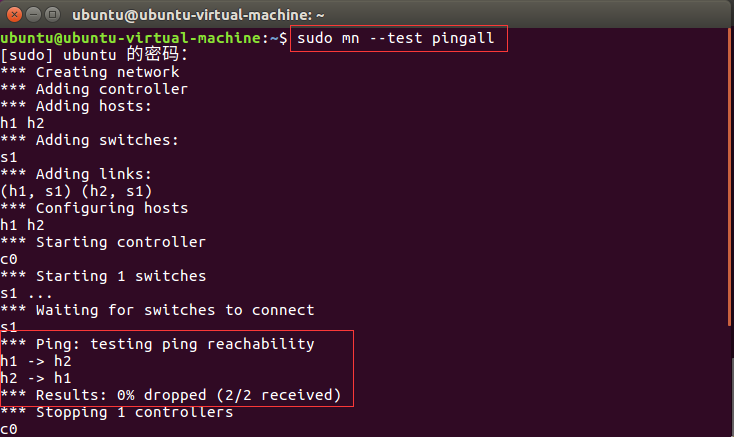 ubuntu@ubuntu-virtual-machine: ~
ubuntu@ubuntu-virtual-machine:~$ sudo mn --test pingall
[sudo] ubuntu 的密码：
*** Creating network
*** Adding controller
*** Adding hosts:
h1 h2
*** Adding switches:
s1
*** Adding links:
(h1, s1) (h2, s1)
*** Configuring hosts
h1 h2
*** Starting controller
c0
*** Starting 1 switches
s1 ...
*** Waiting for switches to connect
s1
*** Ping: testing ping reachability
h1 -> h2
h2 -> h1
*** Results: 0% dropped (2/2 received)
*** Stopping 1 controllers
c0